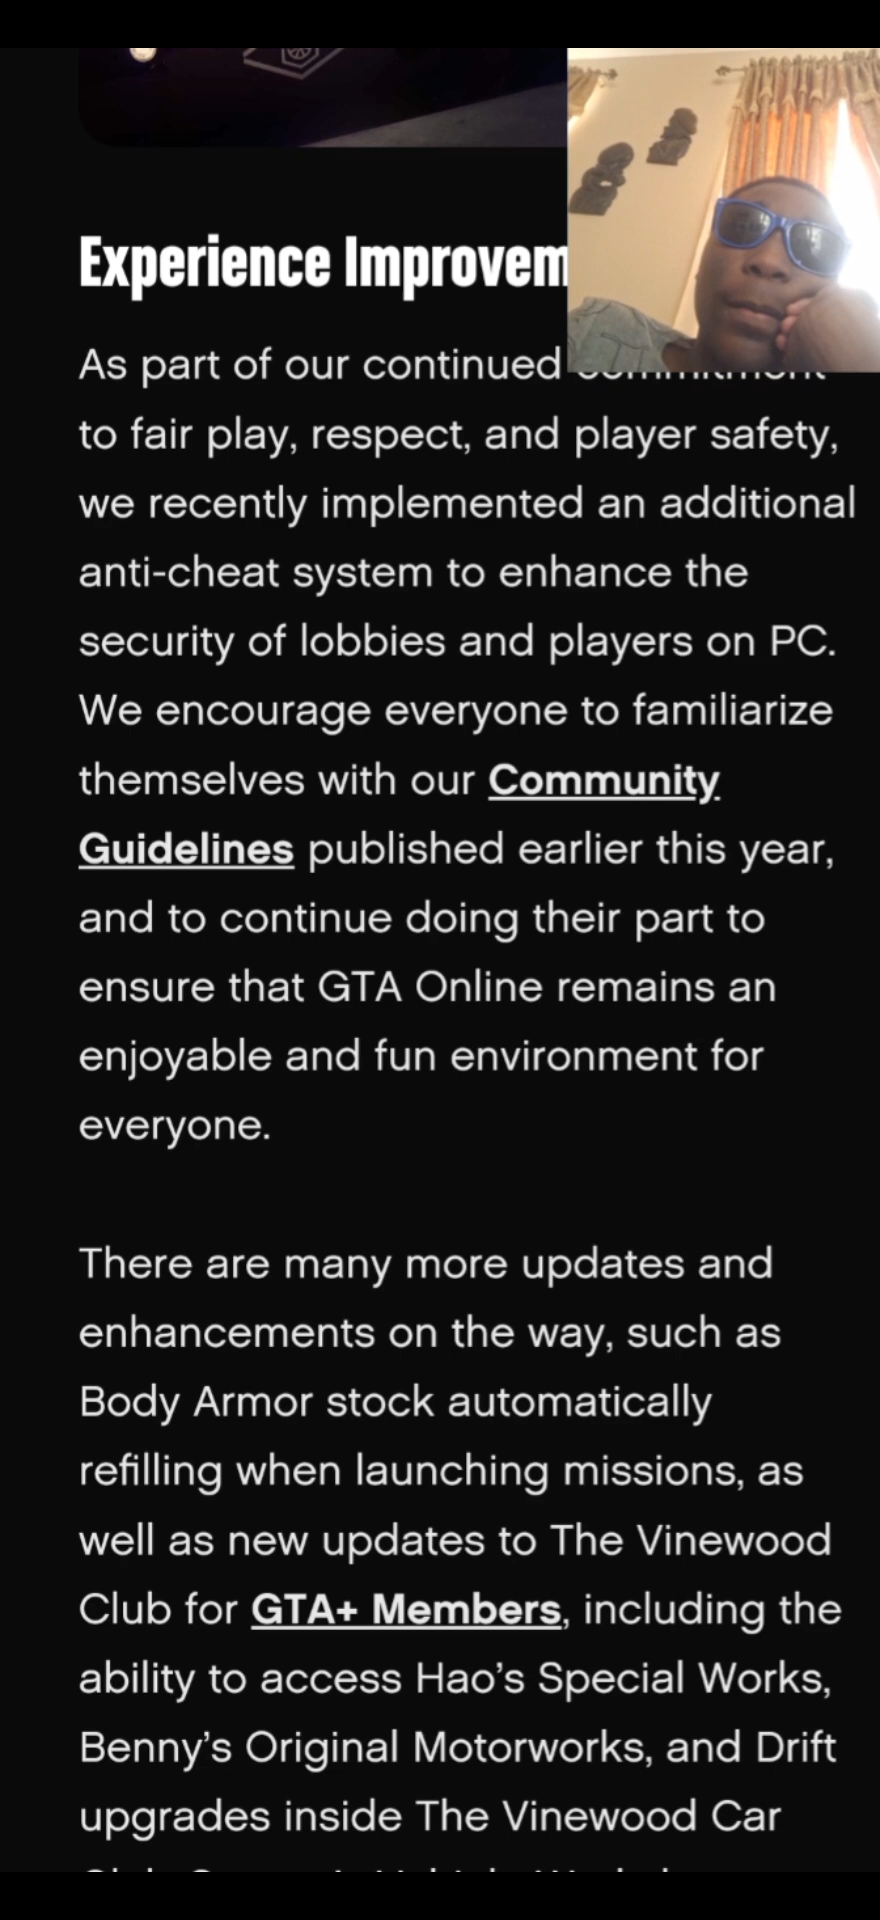 Experience Improvem
As part of our continued commitment
to fair play, respect, and player safety,
we recently implemented an additional
anti-cheat system to enhance the
security of lobbies and players on PC.
We encourage everyone to familiarize
themselves with our Community
Guidelines published earlier this year,
and to continue doing their part to
ensure that GTA Online remains an
enjoyable and fun environment for
everyone.
There are many more updates and
enhancements on the way, such as
Body Armor stock automatically
refilling when launching missions, as
well as new updates to The Vinewood
Club for GTA+ Members, including the
ability to access Hao’s Special Works,
Benny’s Original Motorworks, and Drift
upgrades inside The Vinewood Car